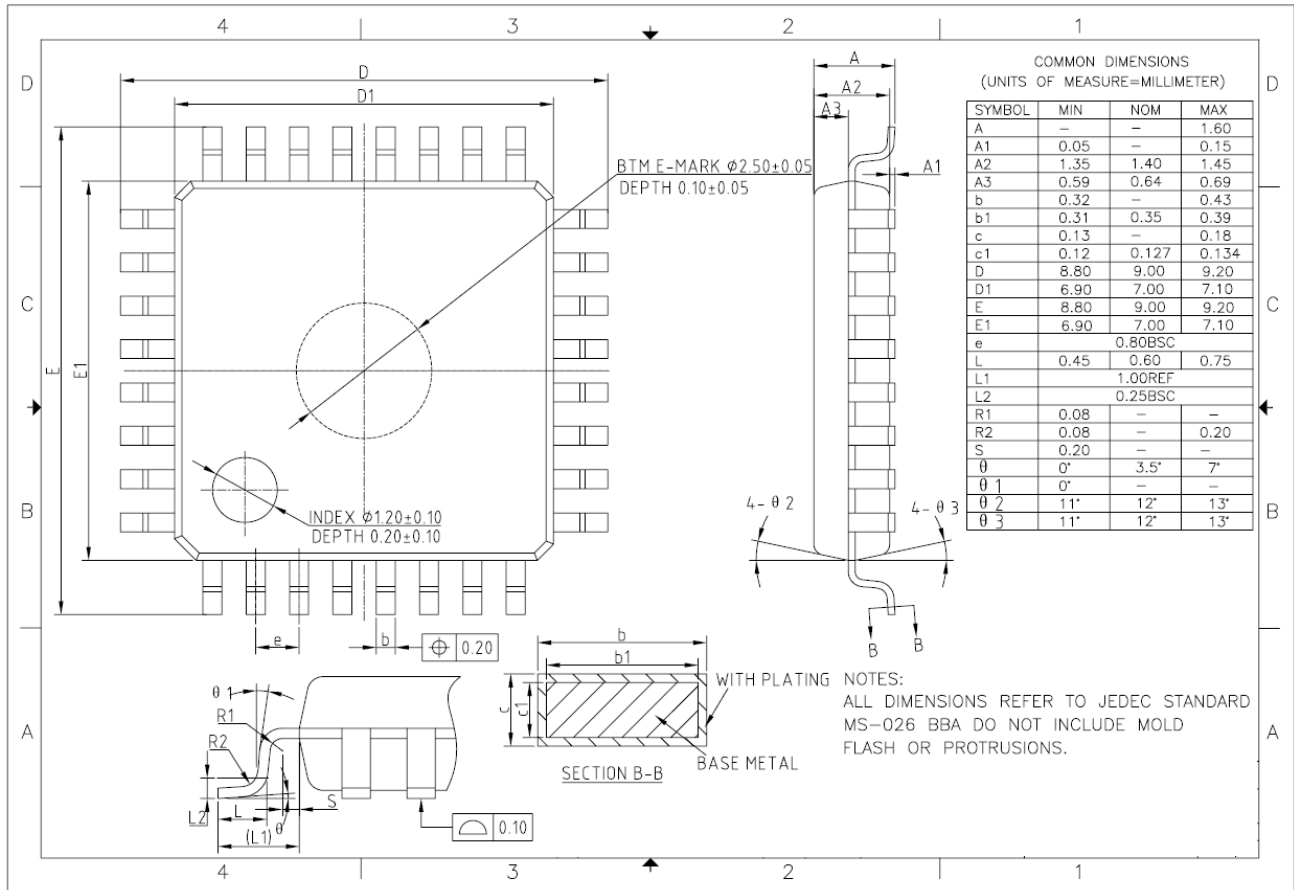 4 3 2 1
D
C
B
A
D
C
B
A
4 3 2 1
D
D1
E
E1
BTM E-MARK φ2.50±0.05
DEPTH 0.10±0.05
INDEX φ1.20±0.10
DEPTH 0.20±0.10
e
b
⌖ 0.20
A
A2
A3
A1
4-θ2
4-θ3
B B
COMMON DIMENSIONS
(UNITS OF MEASURE=MILLIMETER)
SYMBOL MIN NOM MAX
A – – 1.60
A1 0.05 – 0.15
A2 1.35 1.40 1.45
A3 0.59 0.64 0.69
b 0.32 – 0.43
b1 0.31 0.35 0.39
c 0.13 – 0.18
c1 0.12 0.127 0.134
D 8.80 9.00 9.20
D1 6.90 7.00 7.10
E 8.80 9.00 9.20
E1 6.90 7.00 7.10
e 0.80BSC
L 0.45 0.60 0.75
L1 1.00REF
L2 0.25BSC
R1 0.08 – –
R2 0.08 – 0.20
S 0.20 – –
θ 0° 3.5° 7°
θ1 0° – –
θ2 11° 12° 13°
θ3 11° 12° 13°
θ1
R1
R2
L2
L
(L1)
θ
S
⌓ 0.10
b
b1
c
c1
WITH PLATING
BASE METAL
SECTION B-B
NOTES:
ALL DIMENSIONS REFER TO JEDEC STANDARD
MS-026 BBA DO NOT INCLUDE MOLD
FLASH OR PROTRUSIONS.